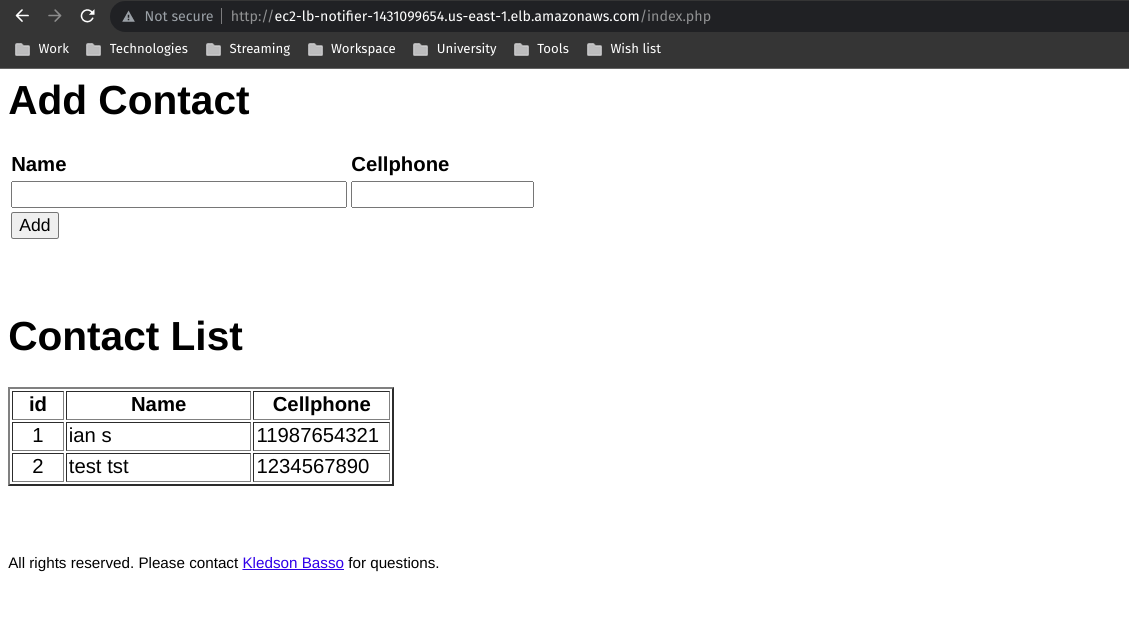 Not secure | http://ec2-lb-notifier-1431099654.us-east-1.elb.amazonaws.com/index.php
Work Technologies Streaming Workspace University Tools Wish list
Add Contact
Name Cellphone
Add
Contact List
id Name Cellphone
1 ian s 11987654321
2 test tst 1234567890
All rights reserved. Please contact Kledson Basso for questions.